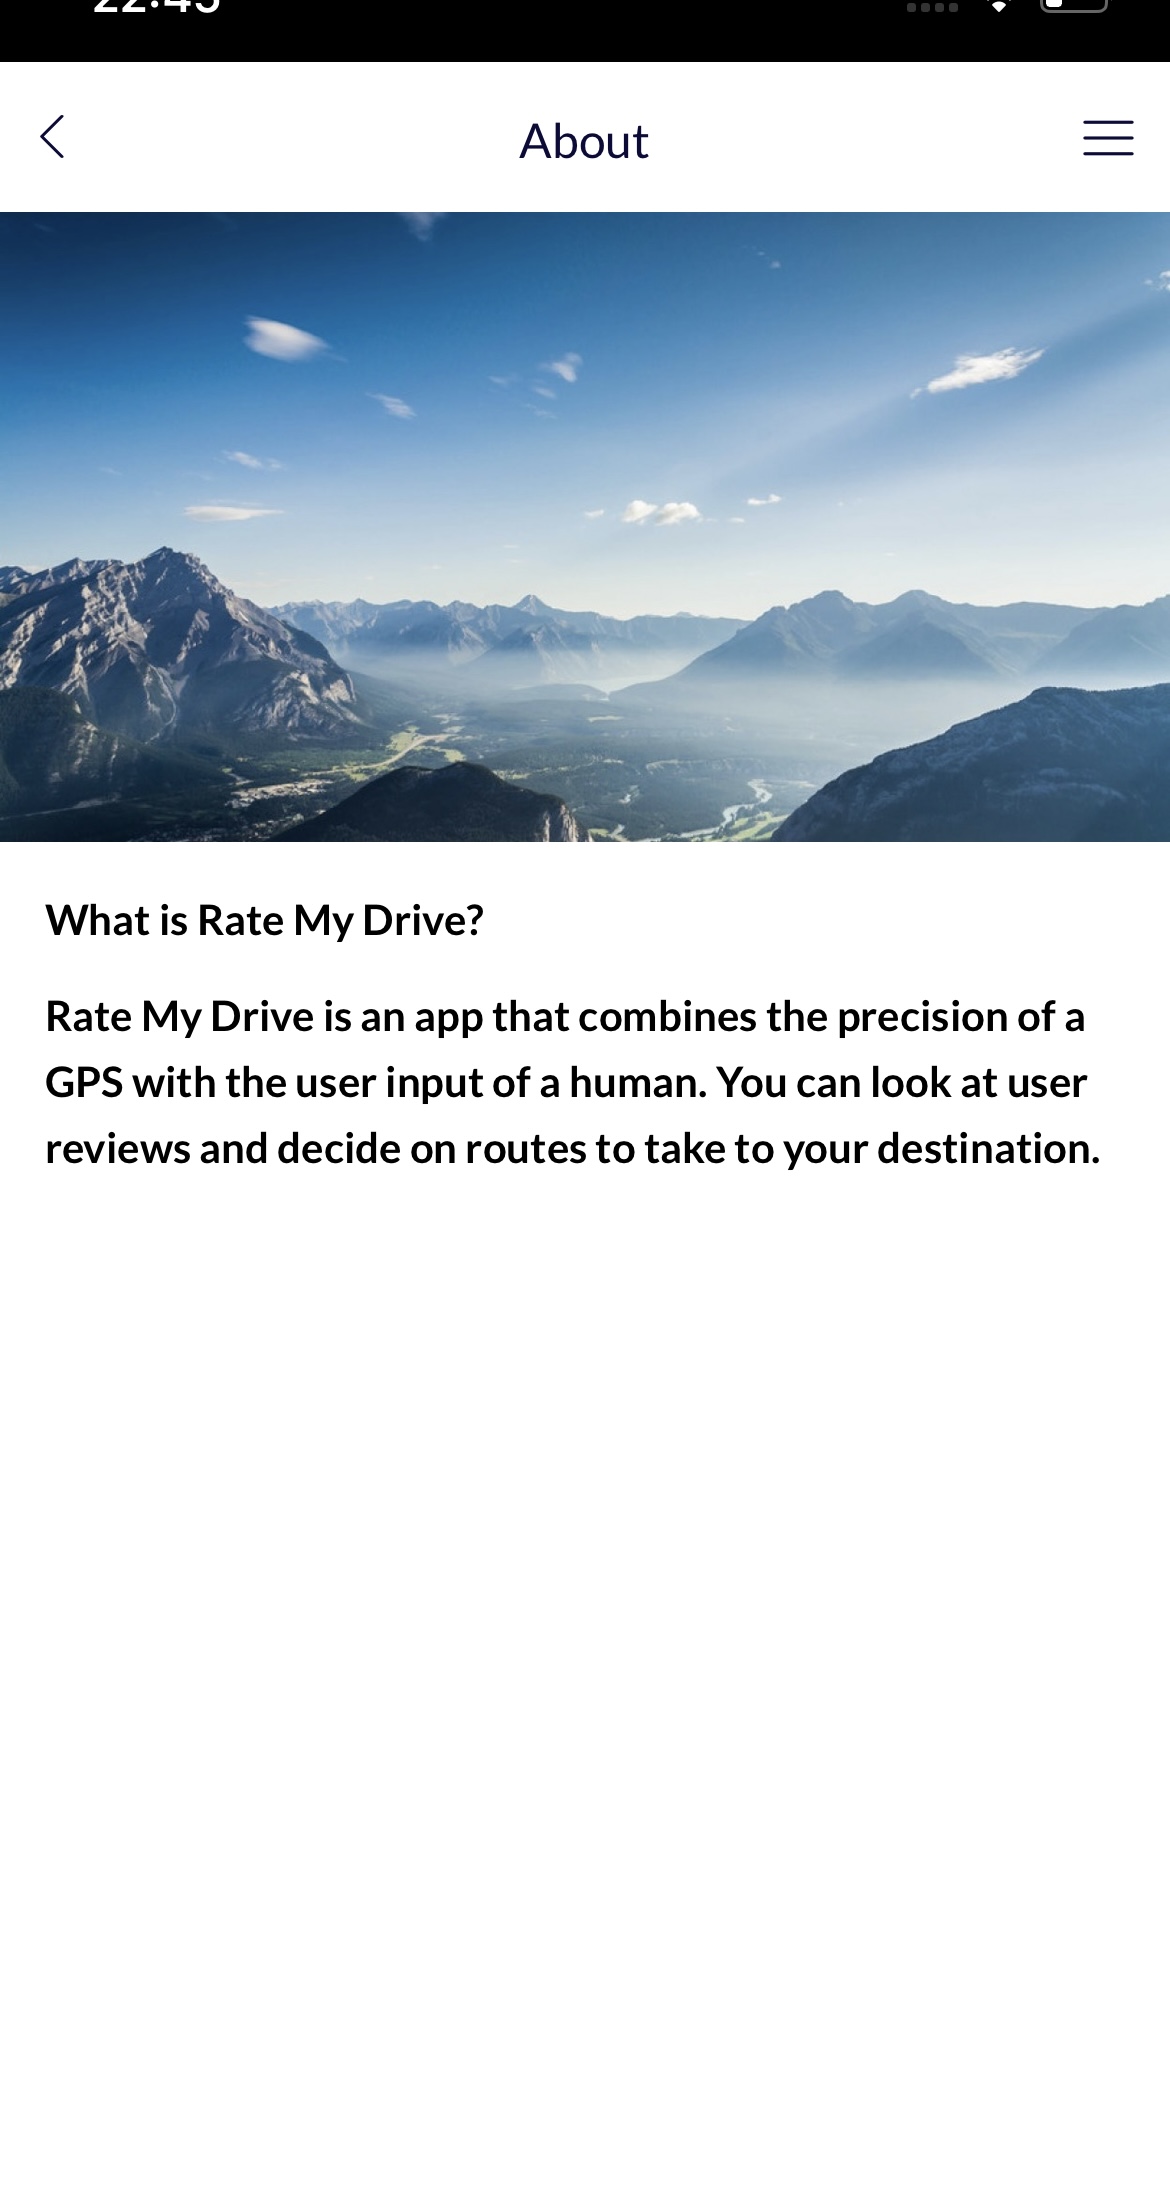 22:45
About
What is Rate My Drive?
Rate My Drive is an app that combines the precision of a
GPS with the user input of a human. You can look at user
reviews and decide on routes to take to your destination.